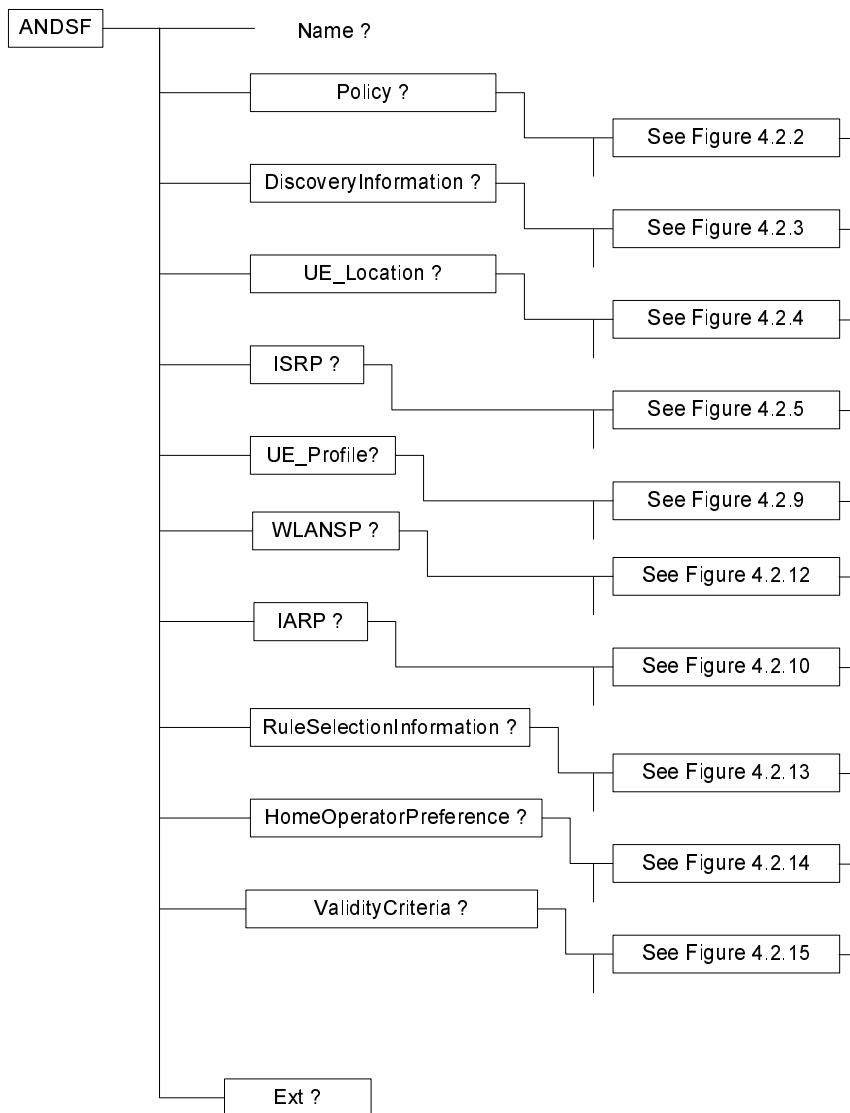 ANDSF
Name ?
Policy ?
See Figure 4.2.2
DiscoveryInformation ?
See Figure 4.2.3
UE_Location ?
See Figure 4.2.4
ISRP ?
See Figure 4.2.5
UE_Profile?
See Figure 4.2.9
WLANSP ?
See Figure 4.2.12
IARP ?
See Figure 4.2.10
RuleSelectionInformation ?
See Figure 4.2.13
HomeOperatorPreference ?
See Figure 4.2.14
ValidityCriteria ?
See Figure 4.2.15
Ext ?